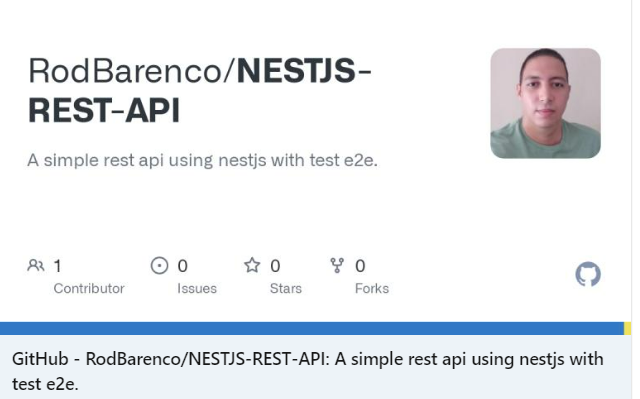 RodBarenco/NESTJS-
REST-API
A simple rest api using nestjs with test e2e.
1
Contributor
0
Issues
0
Stars
0
Forks
GitHub - RodBarenco/NESTJS-REST-API: A simple rest api using nestjs with
test e2e.